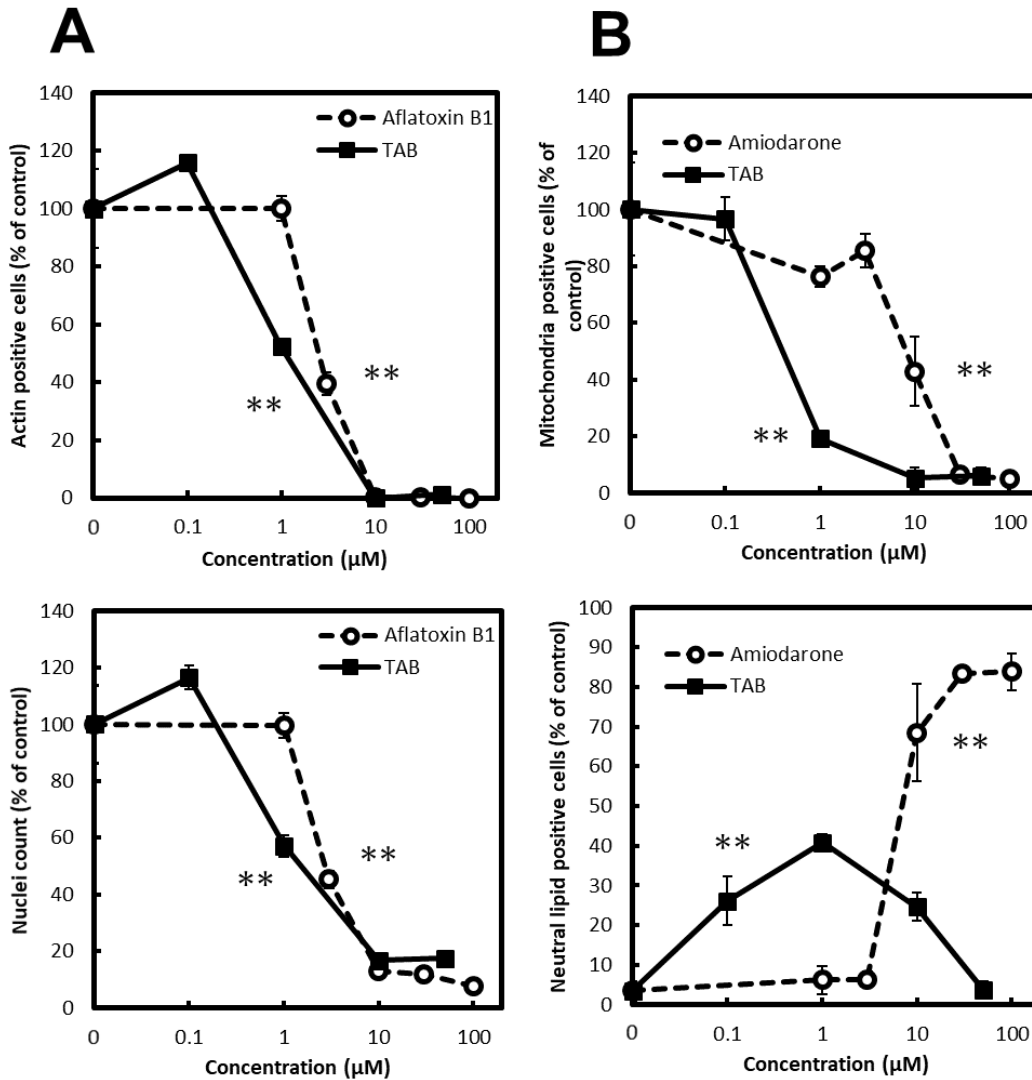 A
140
120
100
80
60
40
20
0
Actin positive cells (% of control)
Aflatoxin B1
TAB
**
**
0 0.1 1 10 100
Concentration (µM)
B
140
120
100
80
60
40
20
0
Mitochondria positive cells (% of
control)
Amiodarone
TAB
**
**
0 0.1 1 10 100
Concentration (µM)
140
120
100
80
60
40
20
0
Nuclei count (% of control)
Aflatoxin B1
TAB
**
**
0 0.1 1 10 100
Concentration (µM)
100
90
80
70
60
50
40
30
20
10
0
Neutral lipid positive cells (% of control)
Amiodarone
TAB
**
**
0 0.1 1 10 100
Concentration (µM)